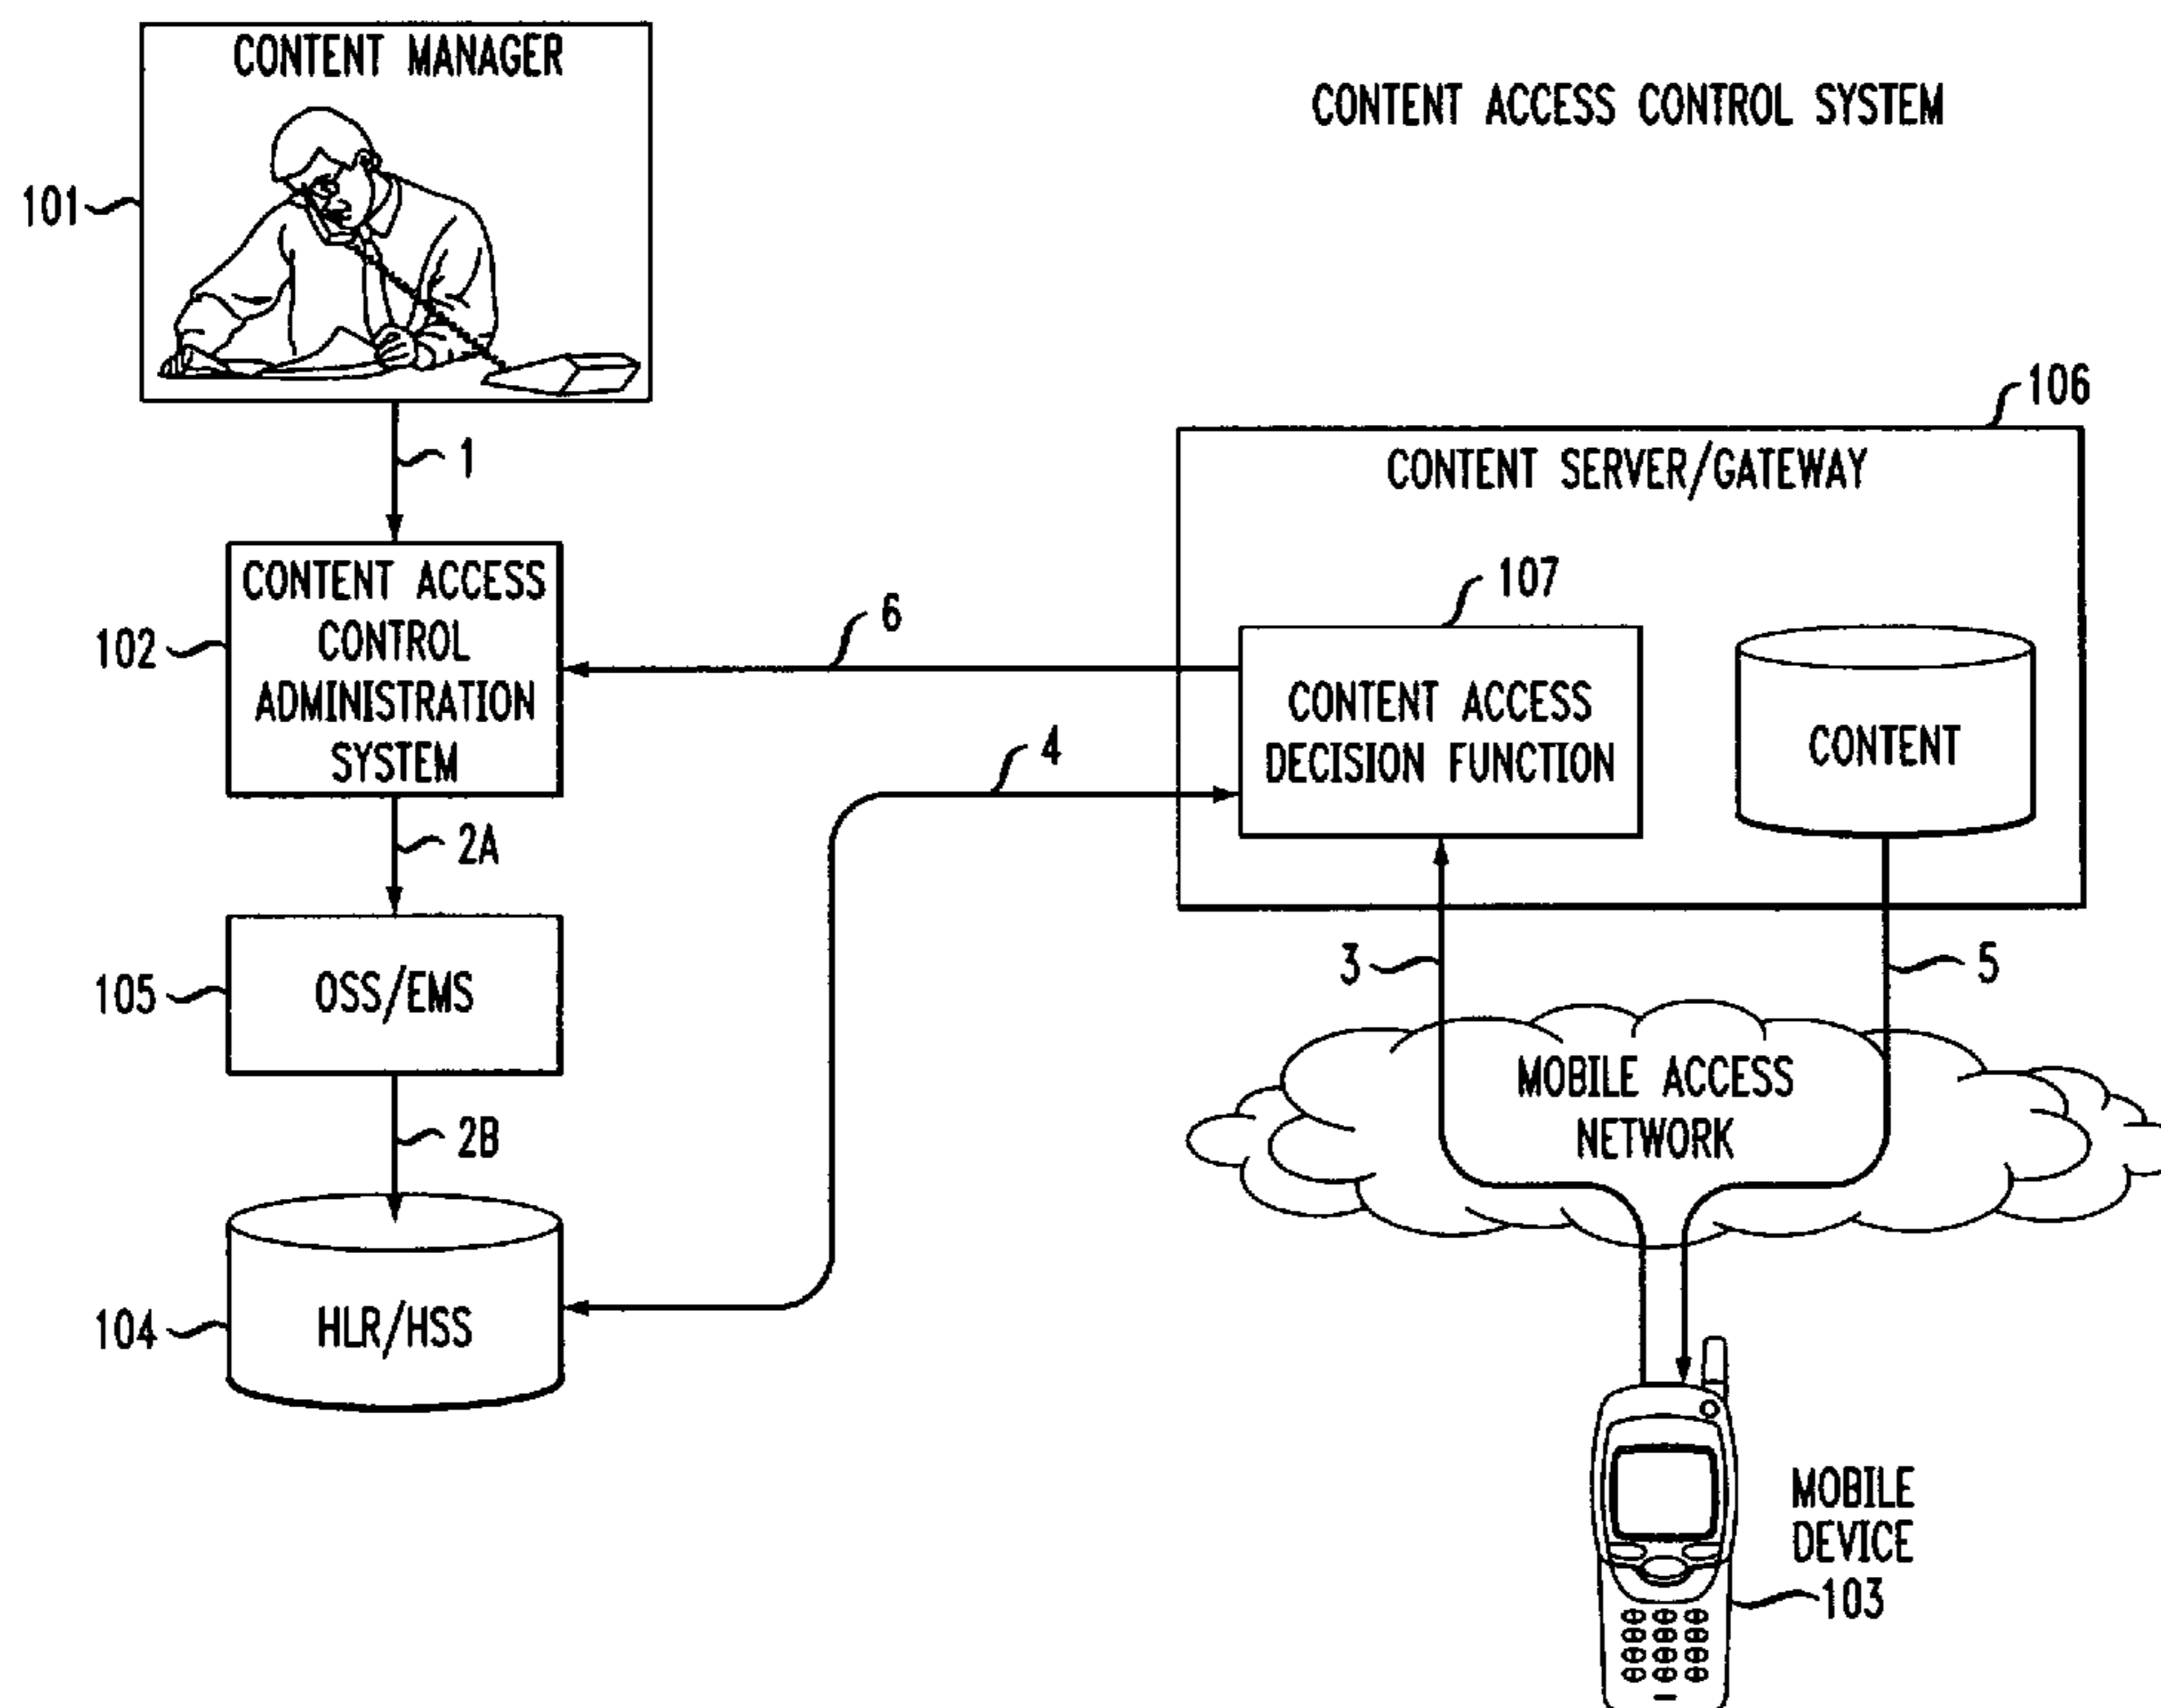 CONTENT MANAGER
CONTENT ACCESS CONTROL SYSTEM
101
1
106
CONTENT SERVER/GATEWAY
CONTENT ACCESS
CONTROL
ADMINISTRATION
SYSTEM
102
6
107
CONTENT ACCESS
DECISION FUNCTION
CONTENT
4
2A
3
5
OSS/EMS
105
MOBILE ACCESS
NETWORK
2B
HLR/HSS
104
MOBILE
DEVICE
103